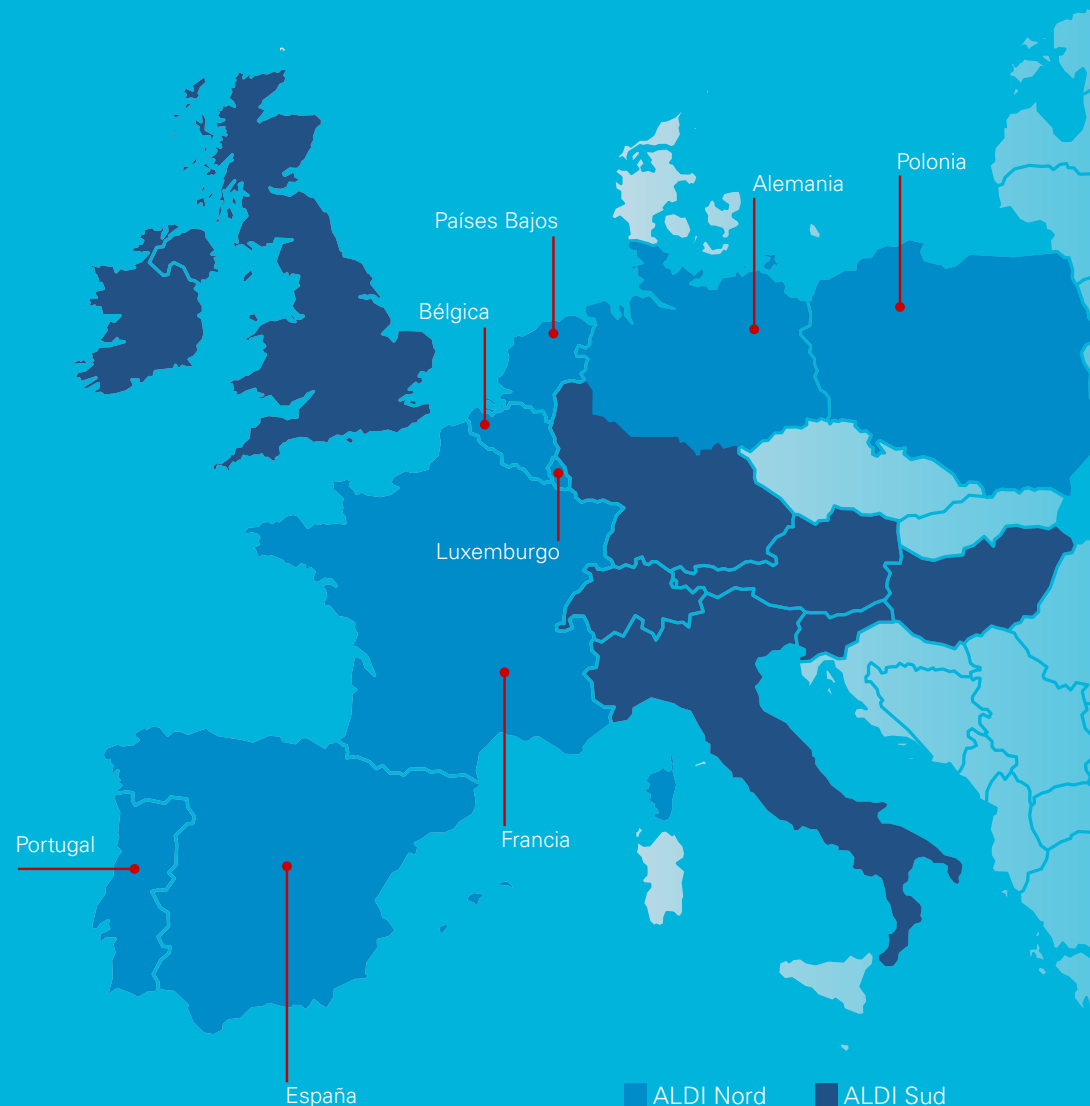 Polonia
Alemania
Países Bajos
Bélgica
Luxemburgo
Francia
Portugal
España
ALDI Nord
ALDI Sud